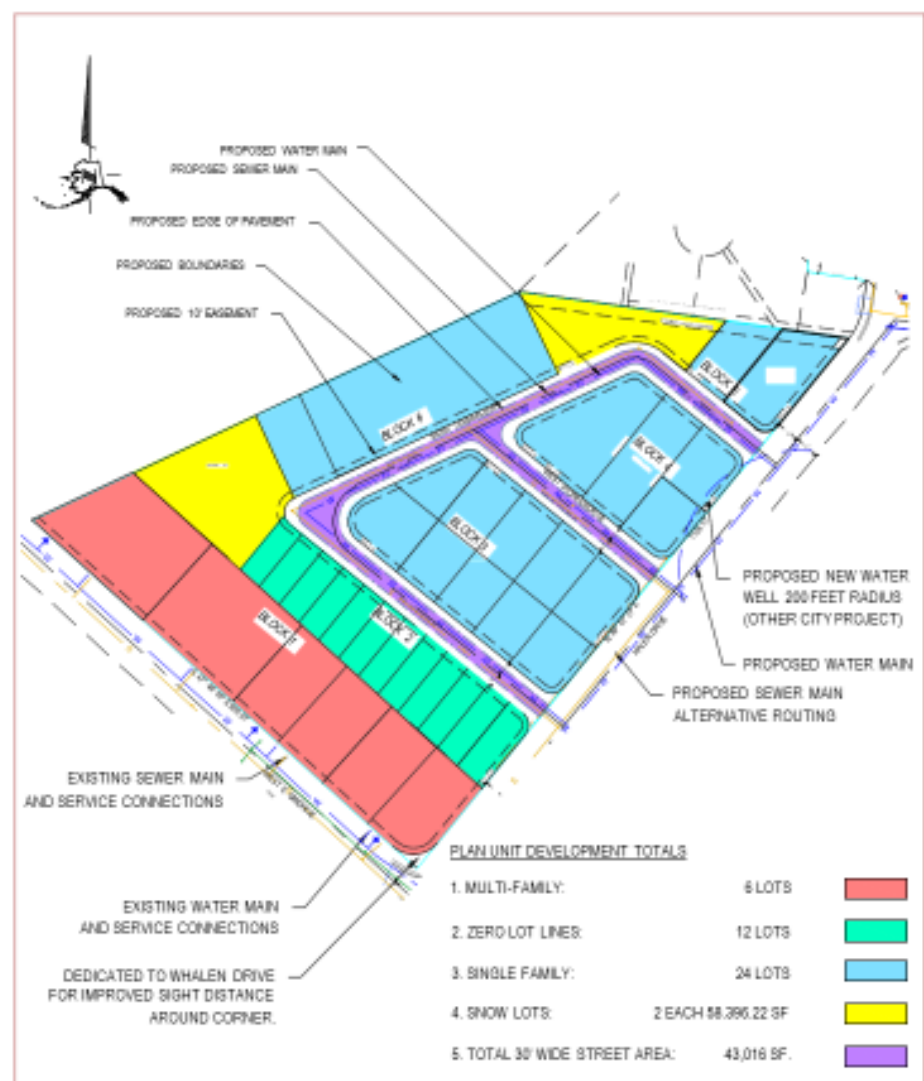 PROPOSED WATER MAIN
PROPOSED SEWER MAIN
PROPOSED EDGE OF PAVEMENT
PROPOSED BOUNDARIES
PROPOSED 10' EASEMENT
BLOCK
BLOCK 4
BLOCK
BLOCK
BLOCK 2
BLOCK 1
PROPOSED NEW WATER
WELL 200 FEET RADIUS
(OTHER CITY PROJECT)
PROPOSED WATER MAIN
PROPOSED SEWER MAIN
ALTERNATIVE ROUTING
EXISTING SEWER MAIN
AND SERVICE CONNECTIONS
EXISTING WATER MAIN
AND SERVICE CONNECTIONS
DEDICATED TO WHALEN DRIVE
FOR IMPROVED SIGHT DISTANCE
AROUND CORNER.
PLAN UNIT DEVELOPMENT TOTALS
1. MULTI-FAMILY: 6 LOTS
2. ZERO LOT LINES: 12 LOTS
3. SINGLE FAMILY: 24 LOTS
4. SNOW LOTS: 2 EACH 58,396.22 SF
5. TOTAL 30' WIDE STREET AREA: 43,016 SF.